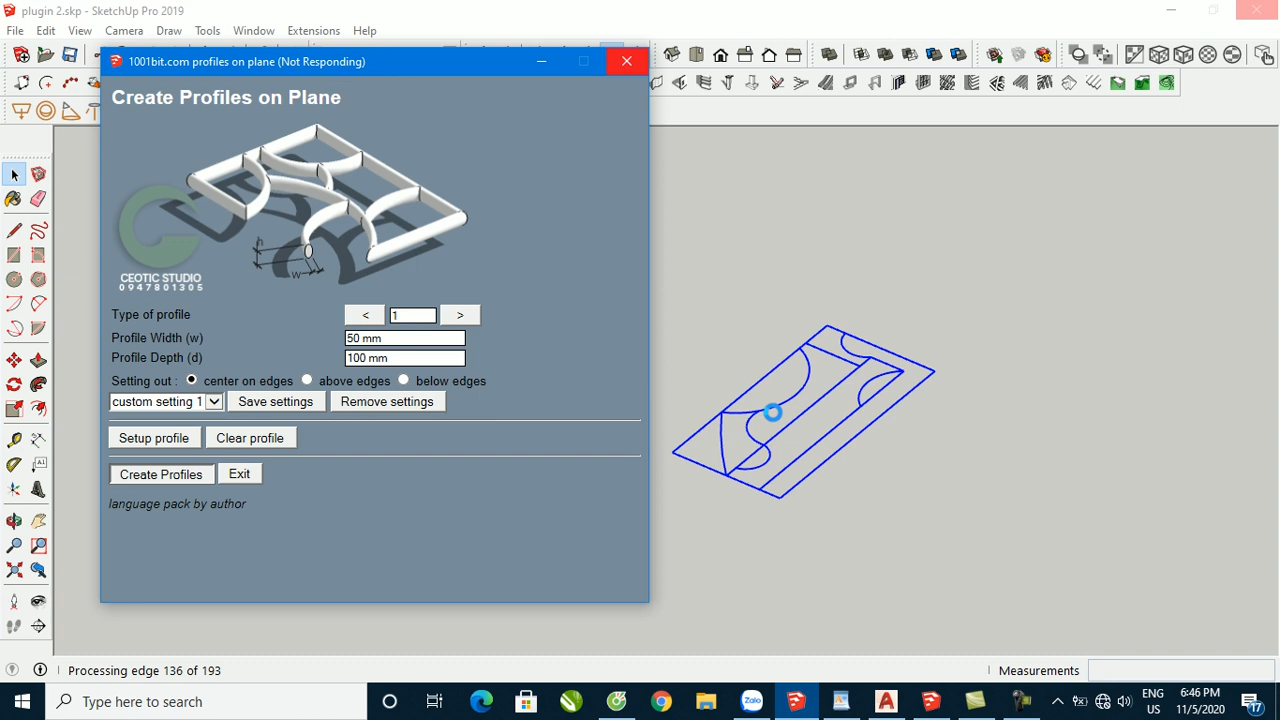 plugin 2.skp - SketchUp Pro 2019
File Edit View Camera Draw Tools Window Extensions Help
1001bit.com profiles on plane (Not Responding)
Create Profiles on Plane
h
w
CEOTIC STUDIO
0947801305
Type of profile < 1 >
Profile Width (w) 50 mm
Profile Depth (d) 100 mm
Setting out : center on edges above edges below edges
custom setting 1 Save settings Remove settings
Setup profile Clear profile
Create Profiles Exit
language pack by author
Processing edge 136 of 193
Measurements
Type here to search
Zalo
ENG
US
6:46 PM
11/5/2020
17